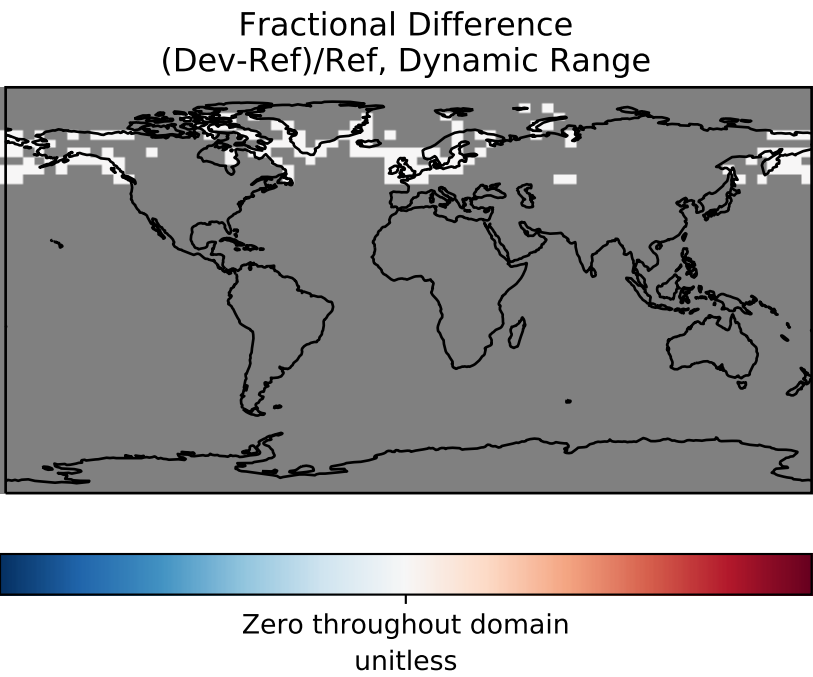 Fractional Difference
(Dev-Ref)/Ref, Dynamic Range
Zero throughout domain
unitless